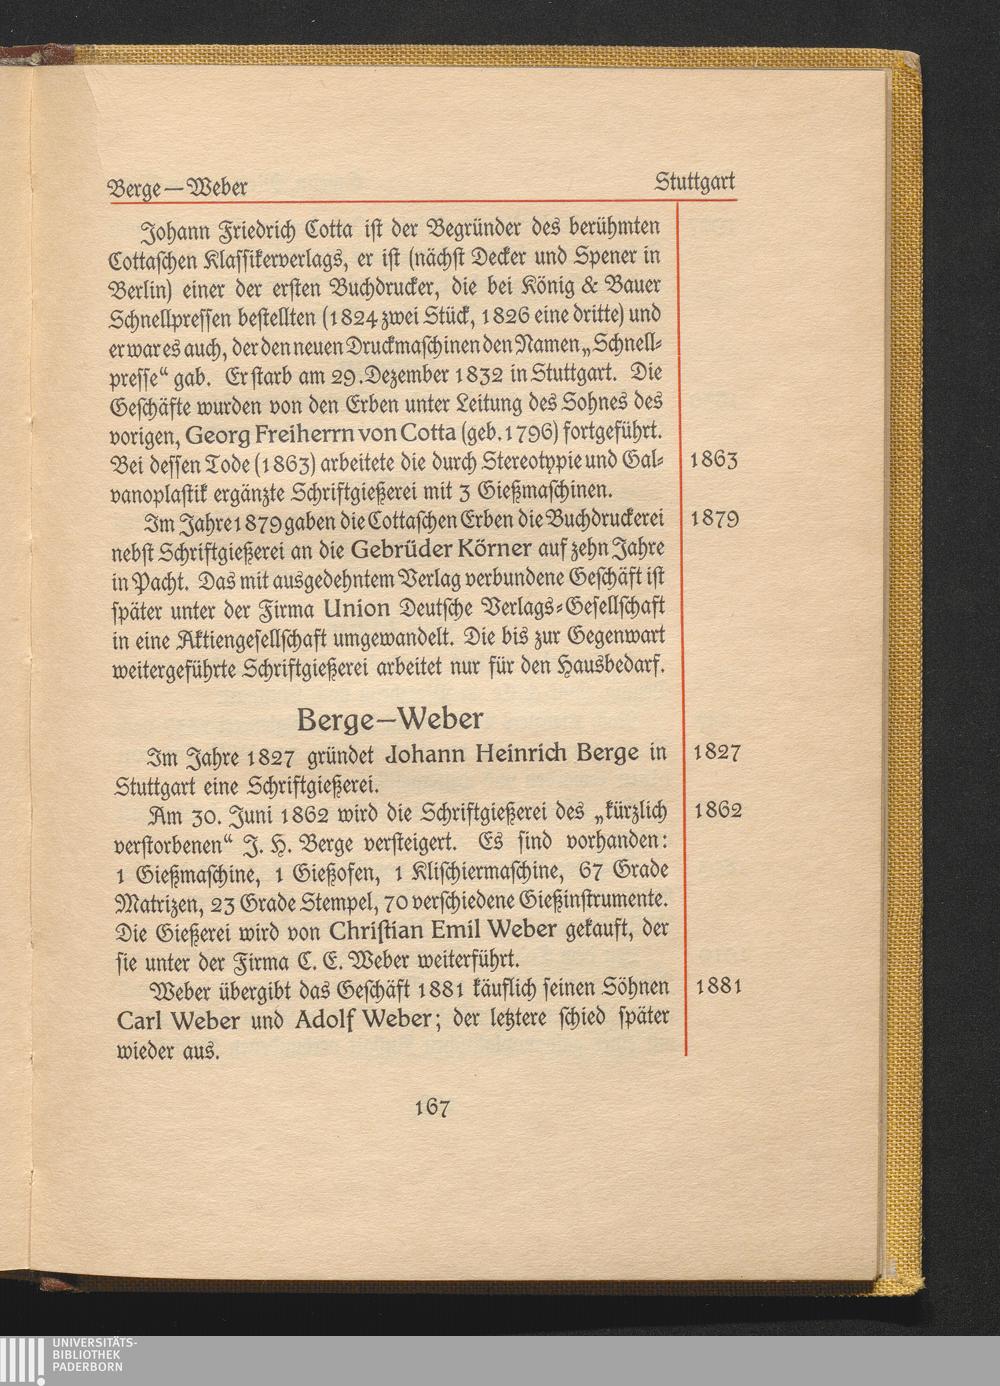 Berge—Weber Stuttgart
Johann Friedrich Cotta ist der Begründer des berühmten
Cottaschen Klassikerverlags, er ist (nächst Decker und Spener in
Berlin) einer der ersten Buchdrucker, die bei König & Bauer
Schnellpressen bestellten (1824 zwei Stück, 1826 eine dritte) und
er war es auch, der den neuen Druckmaschinen den Namen „Schnell-
presse“ gab. Er starb am 29. Dezember 1832 in Stuttgart. Die
Geschäfte wurden von den Erben unter Leitung des Sohnes des
vorigen, Georg Freiherrn von Cotta (geb. 1796) fortgeführt.
Bei dessen Tode (1863) arbeitete die durch Stereotypie und Gal- 1863
vanoplastik ergänzte Schriftgießerei mit 3 Gießmaschinen.
Im Jahre 1879 gaben die Cottaschen Erben die Buchdruckerei 1879
nebst Schriftgießerei an die Gebrüder Körner auf zehn Jahre
in Pacht. Das mit ausgedehntem Verlag verbundene Geschäft ist
später unter der Firma Union Deutsche Verlags-Gesellschaft
in eine Aktiengesellschaft umgewandelt. Die bis zur Gegenwart
weitergeführte Schriftgießerei arbeitet nur für den Hausbedarf.
Berge—Weber
Im Jahre 1827 gründet Johann Heinrich Berge in 1827
Stuttgart eine Schriftgießerei.
Am 30. Juni 1862 wird die Schriftgießerei des „kürzlich 1862
verstorbenen“ J. H. Berge versteigert. Es sind vorhanden:
1 Gießmaschine, 1 Gießofen, 1 Klischiermaschine, 67 Grade
Matrizen, 23 Grade Stempel, 70 verschiedene Gießinstrumente.
Die Gießerei wird von Christian Emil Weber gekauft, der
sie unter der Firma C. E. Weber weiterführt.
Weber übergibt das Geschäft 1881 käuflich seinen Söhnen 1881
Carl Weber und Adolf Weber; der letztere schied später
wieder aus.
167
UNIVERSITÄTS-
BIBLIOTHEK
PADERBORN